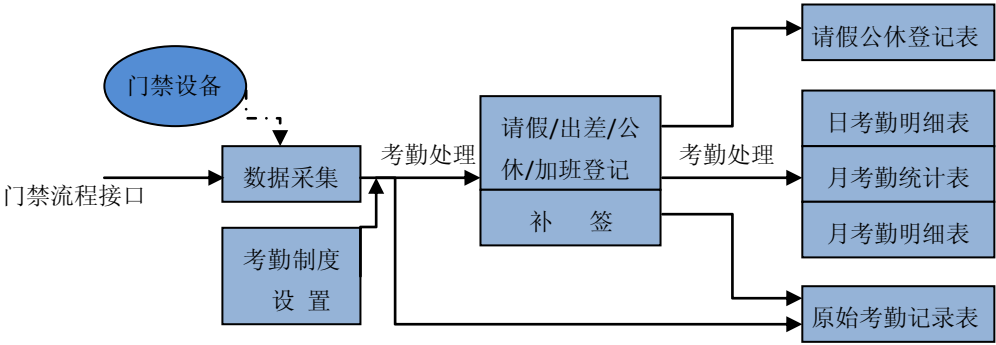 请假公休登记表
门禁设备
日考勤明细表
请假/出差/公
休/加班登记
考勤处理
考勤处理
数据采集
月考勤统计表
门禁流程接口
补 签
月考勤明细表
考勤制度
设 置
原始考勤记录表